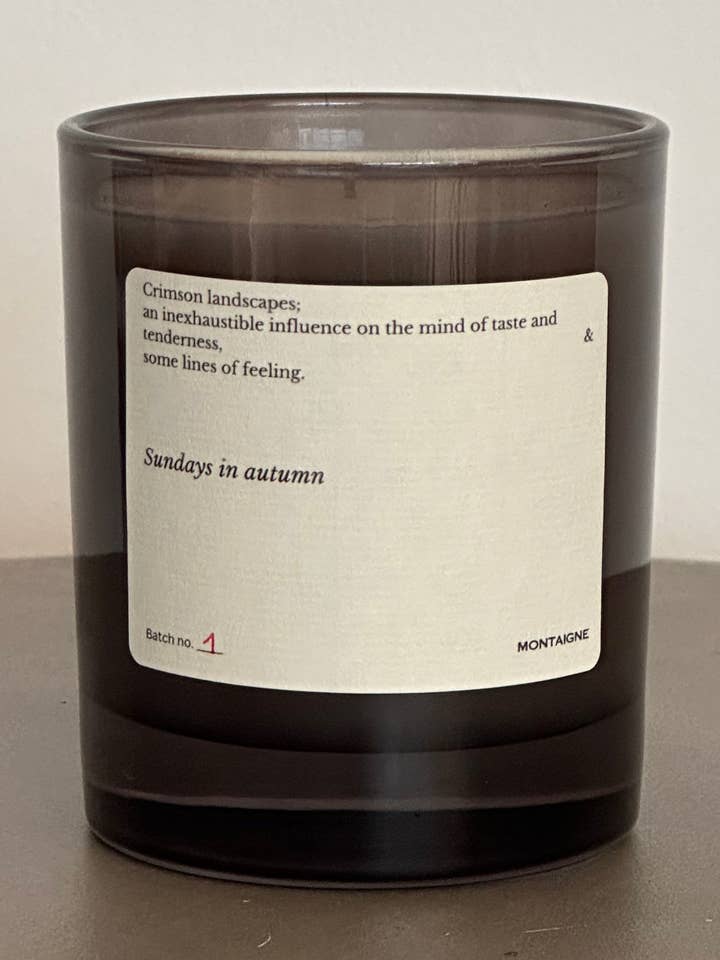 Crimson landscapes;
an inexhaustible influence on the mind of taste and
&
tenderness,
some lines of feeling.
Sundays in autumn
Batch no. 1
MONTAIGNE